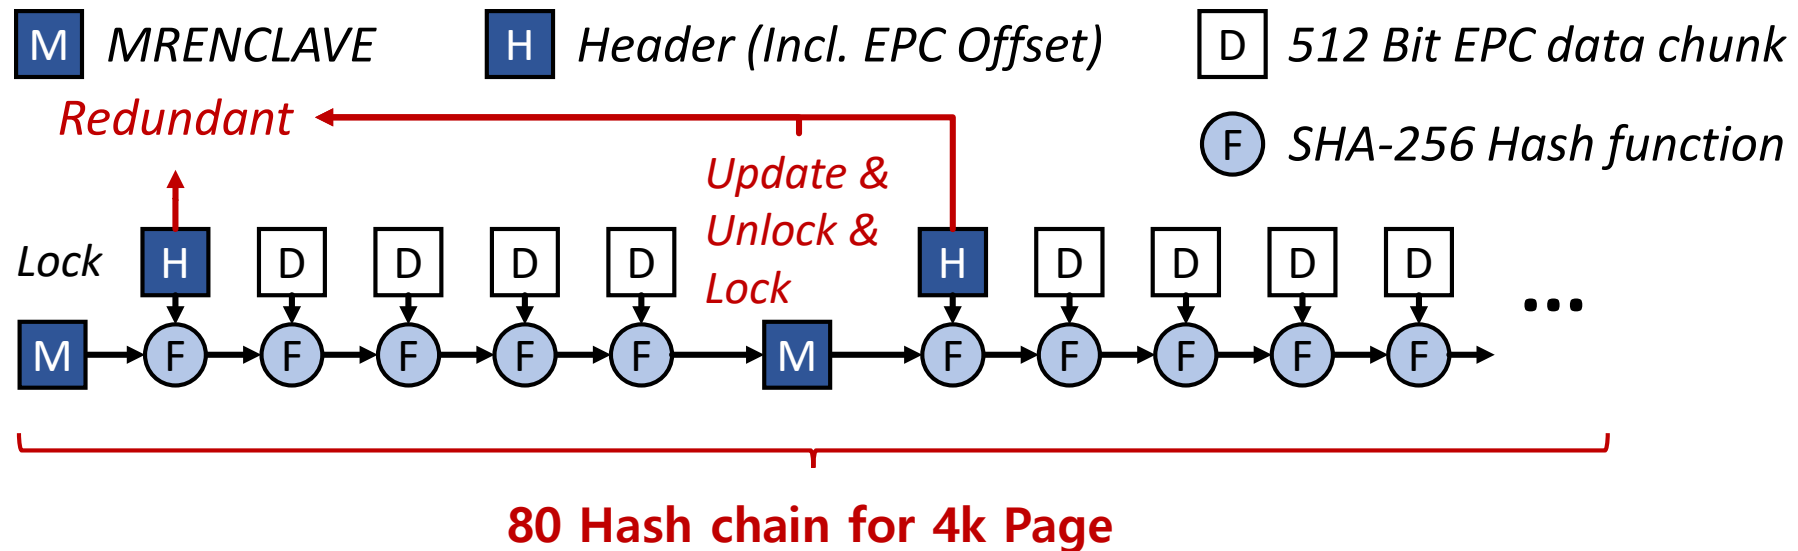 M MRENCLAVE H Header (Incl. EPC Offset) D 512 Bit EPC data chunk
Redundant
F SHA-256 Hash function
Update &
Unlock &
Lock
Lock H D D D D H D D D D
M F F F F F M F F F F F ...
80 Hash chain for 4k Page